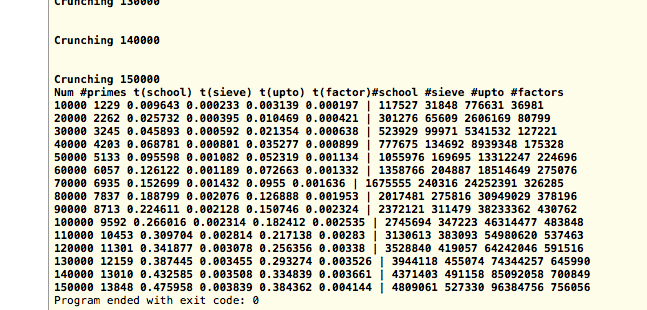 Crunching 130000
Crunching 140000
Crunching 150000
Num #primes t(school) t(sieve) t(upto) t(factor)#school #sieve #upto #factors
10000 1229 0.009643 0.000233 0.003139 0.000197 | 117527 31848 776631 36981
20000 2262 0.025732 0.000395 0.010469 0.000421 | 301276 65609 2606169 80799
30000 3245 0.045893 0.000592 0.021354 0.000638 | 523929 99971 5341532 127221
40000 4203 0.068781 0.000801 0.035277 0.000899 | 777675 134692 8939348 175328
50000 5133 0.095598 0.001082 0.052319 0.001134 | 1055976 169695 13312247 224696
60000 6057 0.126122 0.001189 0.072663 0.001332 | 1358766 204887 18514649 275076
70000 6935 0.152699 0.001432 0.0955 0.001636 | 1675555 240316 24252391 326285
80000 7837 0.188799 0.002076 0.126888 0.001953 | 2017481 275816 30949029 378196
90000 8713 0.224611 0.002128 0.150746 0.002324 | 2372121 311479 38233362 430762
100000 9592 0.266016 0.002314 0.182412 0.002535 | 2745694 347223 46314477 483848
110000 10453 0.309704 0.002814 0.217138 0.00283 | 3130613 383093 54980620 537463
120000 11301 0.341877 0.003078 0.256356 0.00338 | 3528840 419057 64242046 591516
130000 12159 0.387445 0.003455 0.293274 0.003526 | 3944118 455074 74344257 645990
140000 13010 0.432585 0.003508 0.334839 0.003661 | 4371403 491158 85092058 700849
150000 13848 0.475958 0.003839 0.384362 0.004144 | 4809061 527330 96384756 756056
Program ended with exit code: 0